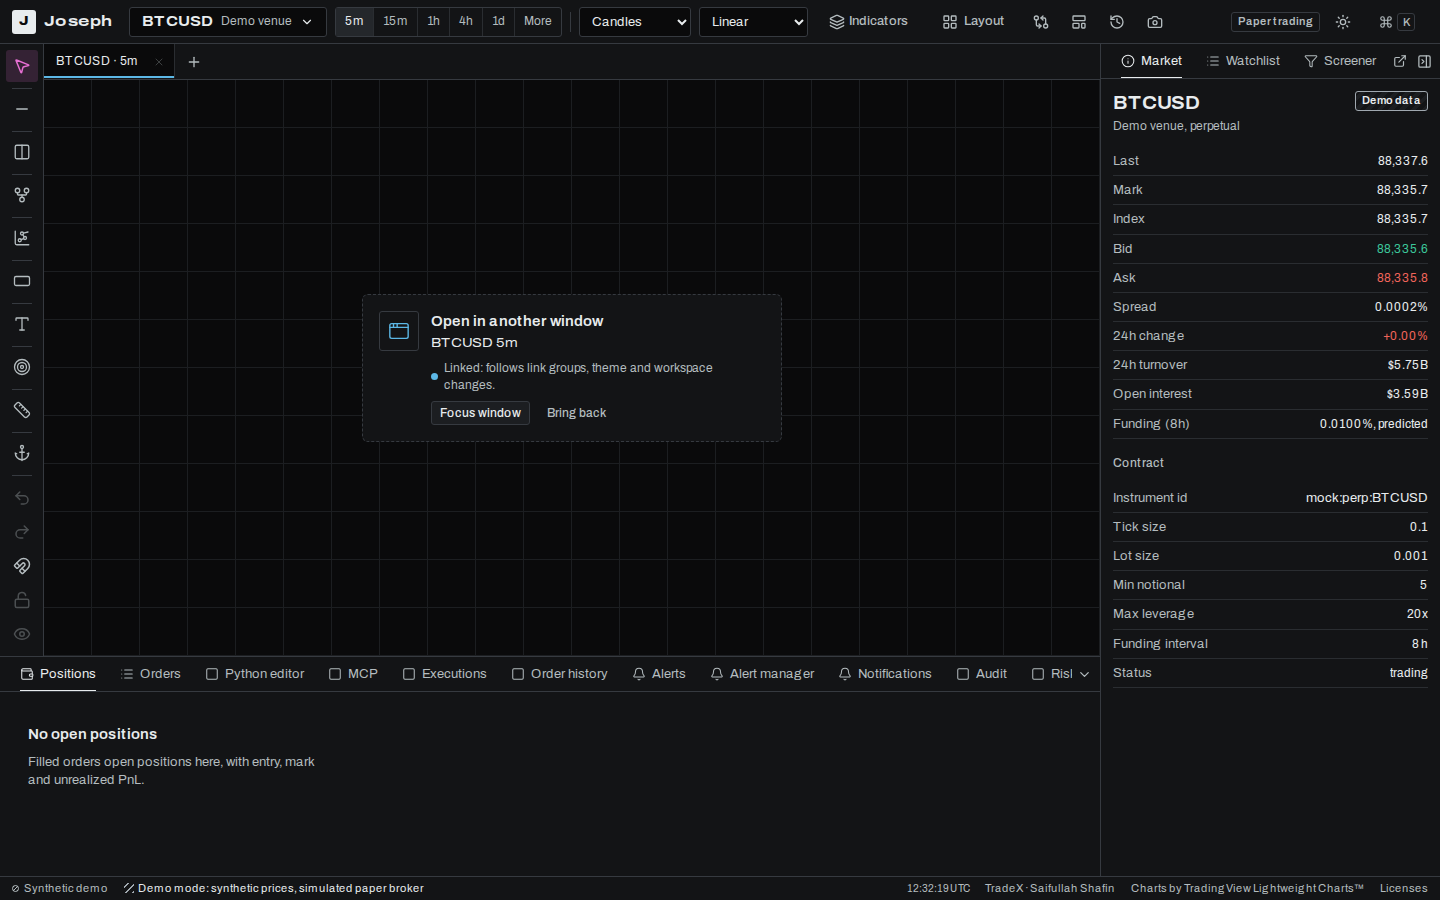 J Joseph BTCUSD Demo venue 5m 15m 1h 4h 1d More Candles Linear Indicators Layout Paper trading ⌘ K
BTCUSD · 5m × +
Market Watchlist Screener
BTCUSD Demo data
Demo venue, perpetual
Last 88,337.6
Mark 88,335.7
Index 88,335.7
Bid 88,335.6
Ask 88,335.8
Spread 0.0002%
24h change +0.00%
24h turnover $5.75B
Open interest $3.59B
Funding (8h) 0.0100%, predicted
Contract
Instrument id mock:perp:BTCUSD
Tick size 0.1
Lot size 0.001
Min notional 5
Max leverage 20x
Funding interval 8h
Status trading
Open in another window
BTCUSD 5m
Linked: follows link groups, theme and workspace
changes.
Focus window Bring back
Positions Orders Python editor MCP Executions Order history Alerts Alert manager Notifications Audit
No open positions
Filled orders open positions here, with entry, mark
and unrealized PnL.
Synthetic demo Demo mode: synthetic prices, simulated paper broker 12:32:19 UTC TradeX · Saifullah Shafin Charts by TradingView Lightweight Charts™ Licenses